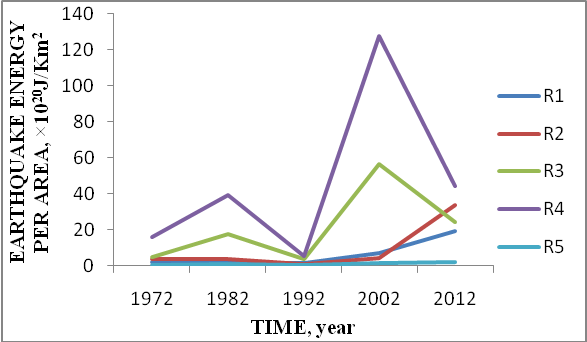 EARTHQUAKE ENERGY
PER AREA, ×10²⁰J/Km²
140
120
100
80
60
40
20
0
1972 1982 1992 2002 2012
TIME, year
R1
R2
R3
R4
R5